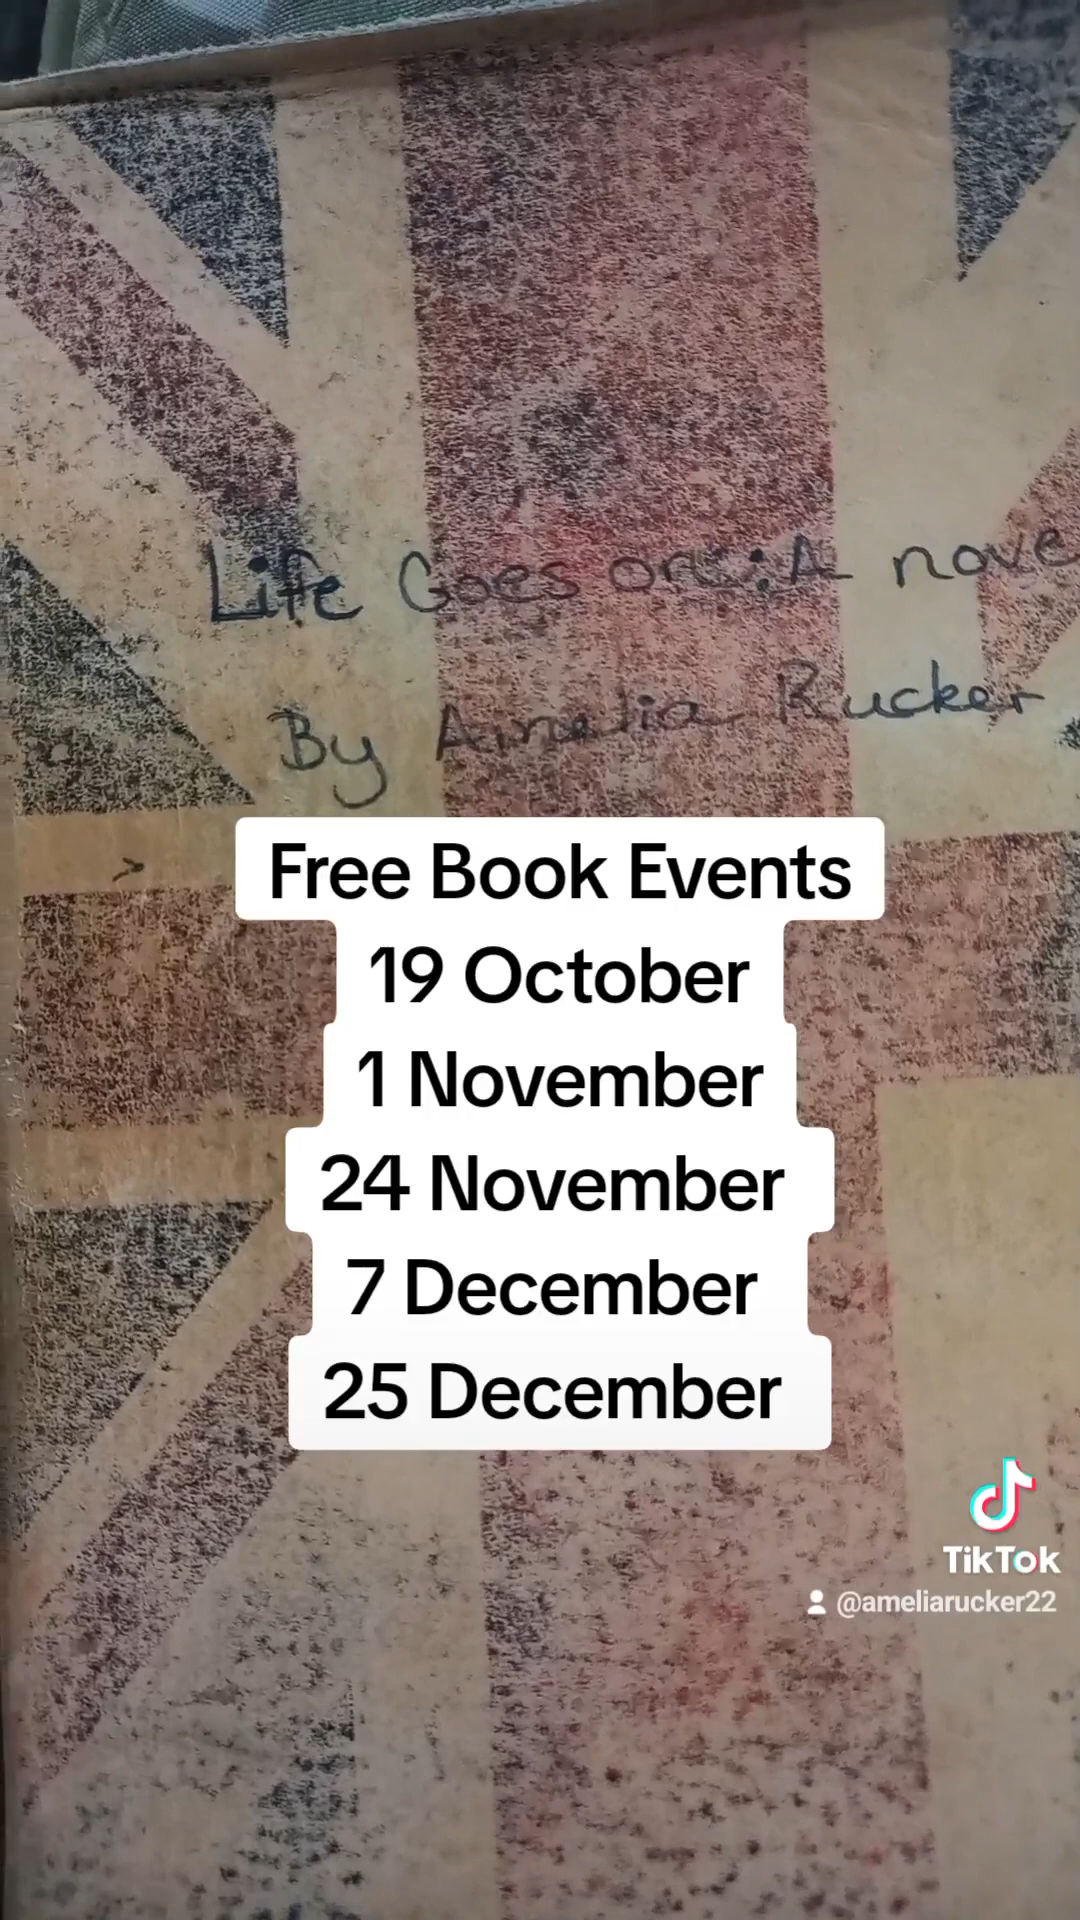 Life Goes on: A nove
By Amelia Rucker
Free Book Events
19 October
1 November
24 November
7 December
25 December
TikTok
@ameliarucker22